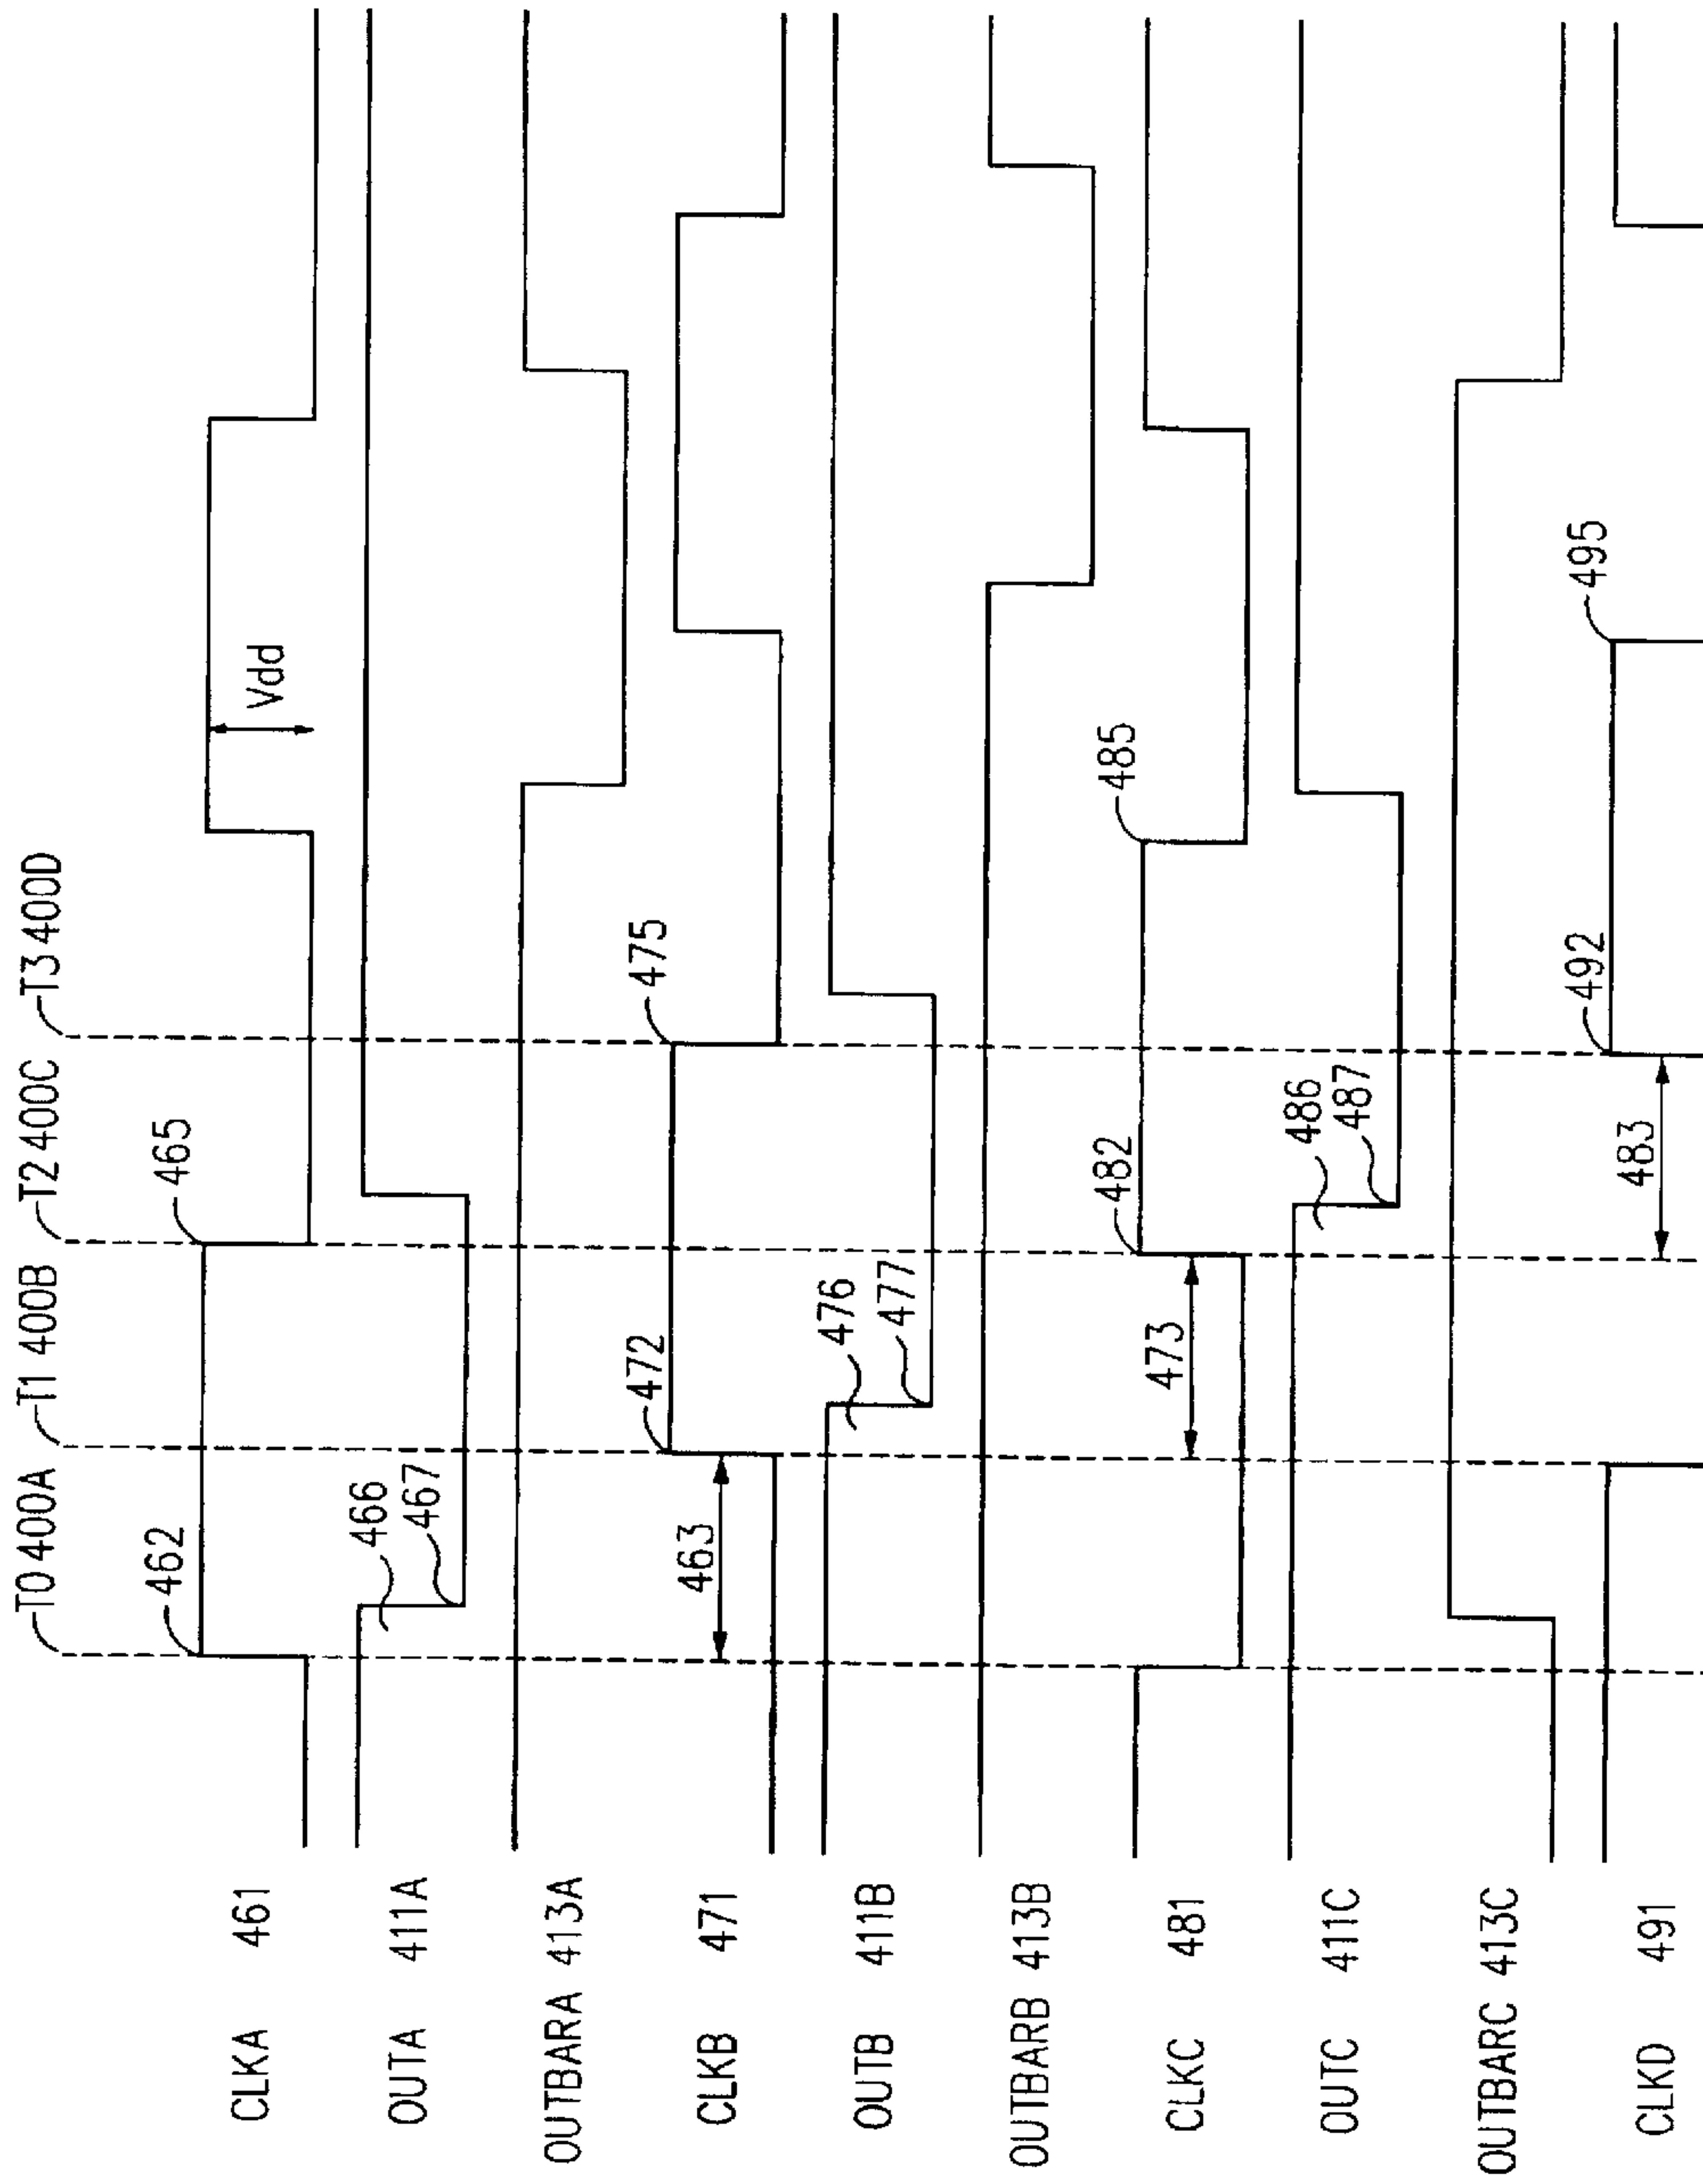 T0 400A
T1 400B
T2 400C
T3 400D
CLKA 461
462
465
Vdd
OUTA 411A
466
467
OUTBARA 413A
CLKB 471
463
472
475
OUTB 411B
476
477
OUTBARB 413B
CLKC 481
473
482
485
OUTC 411C
486
487
OUTBARC 413C
CLKD 491
483
492
495